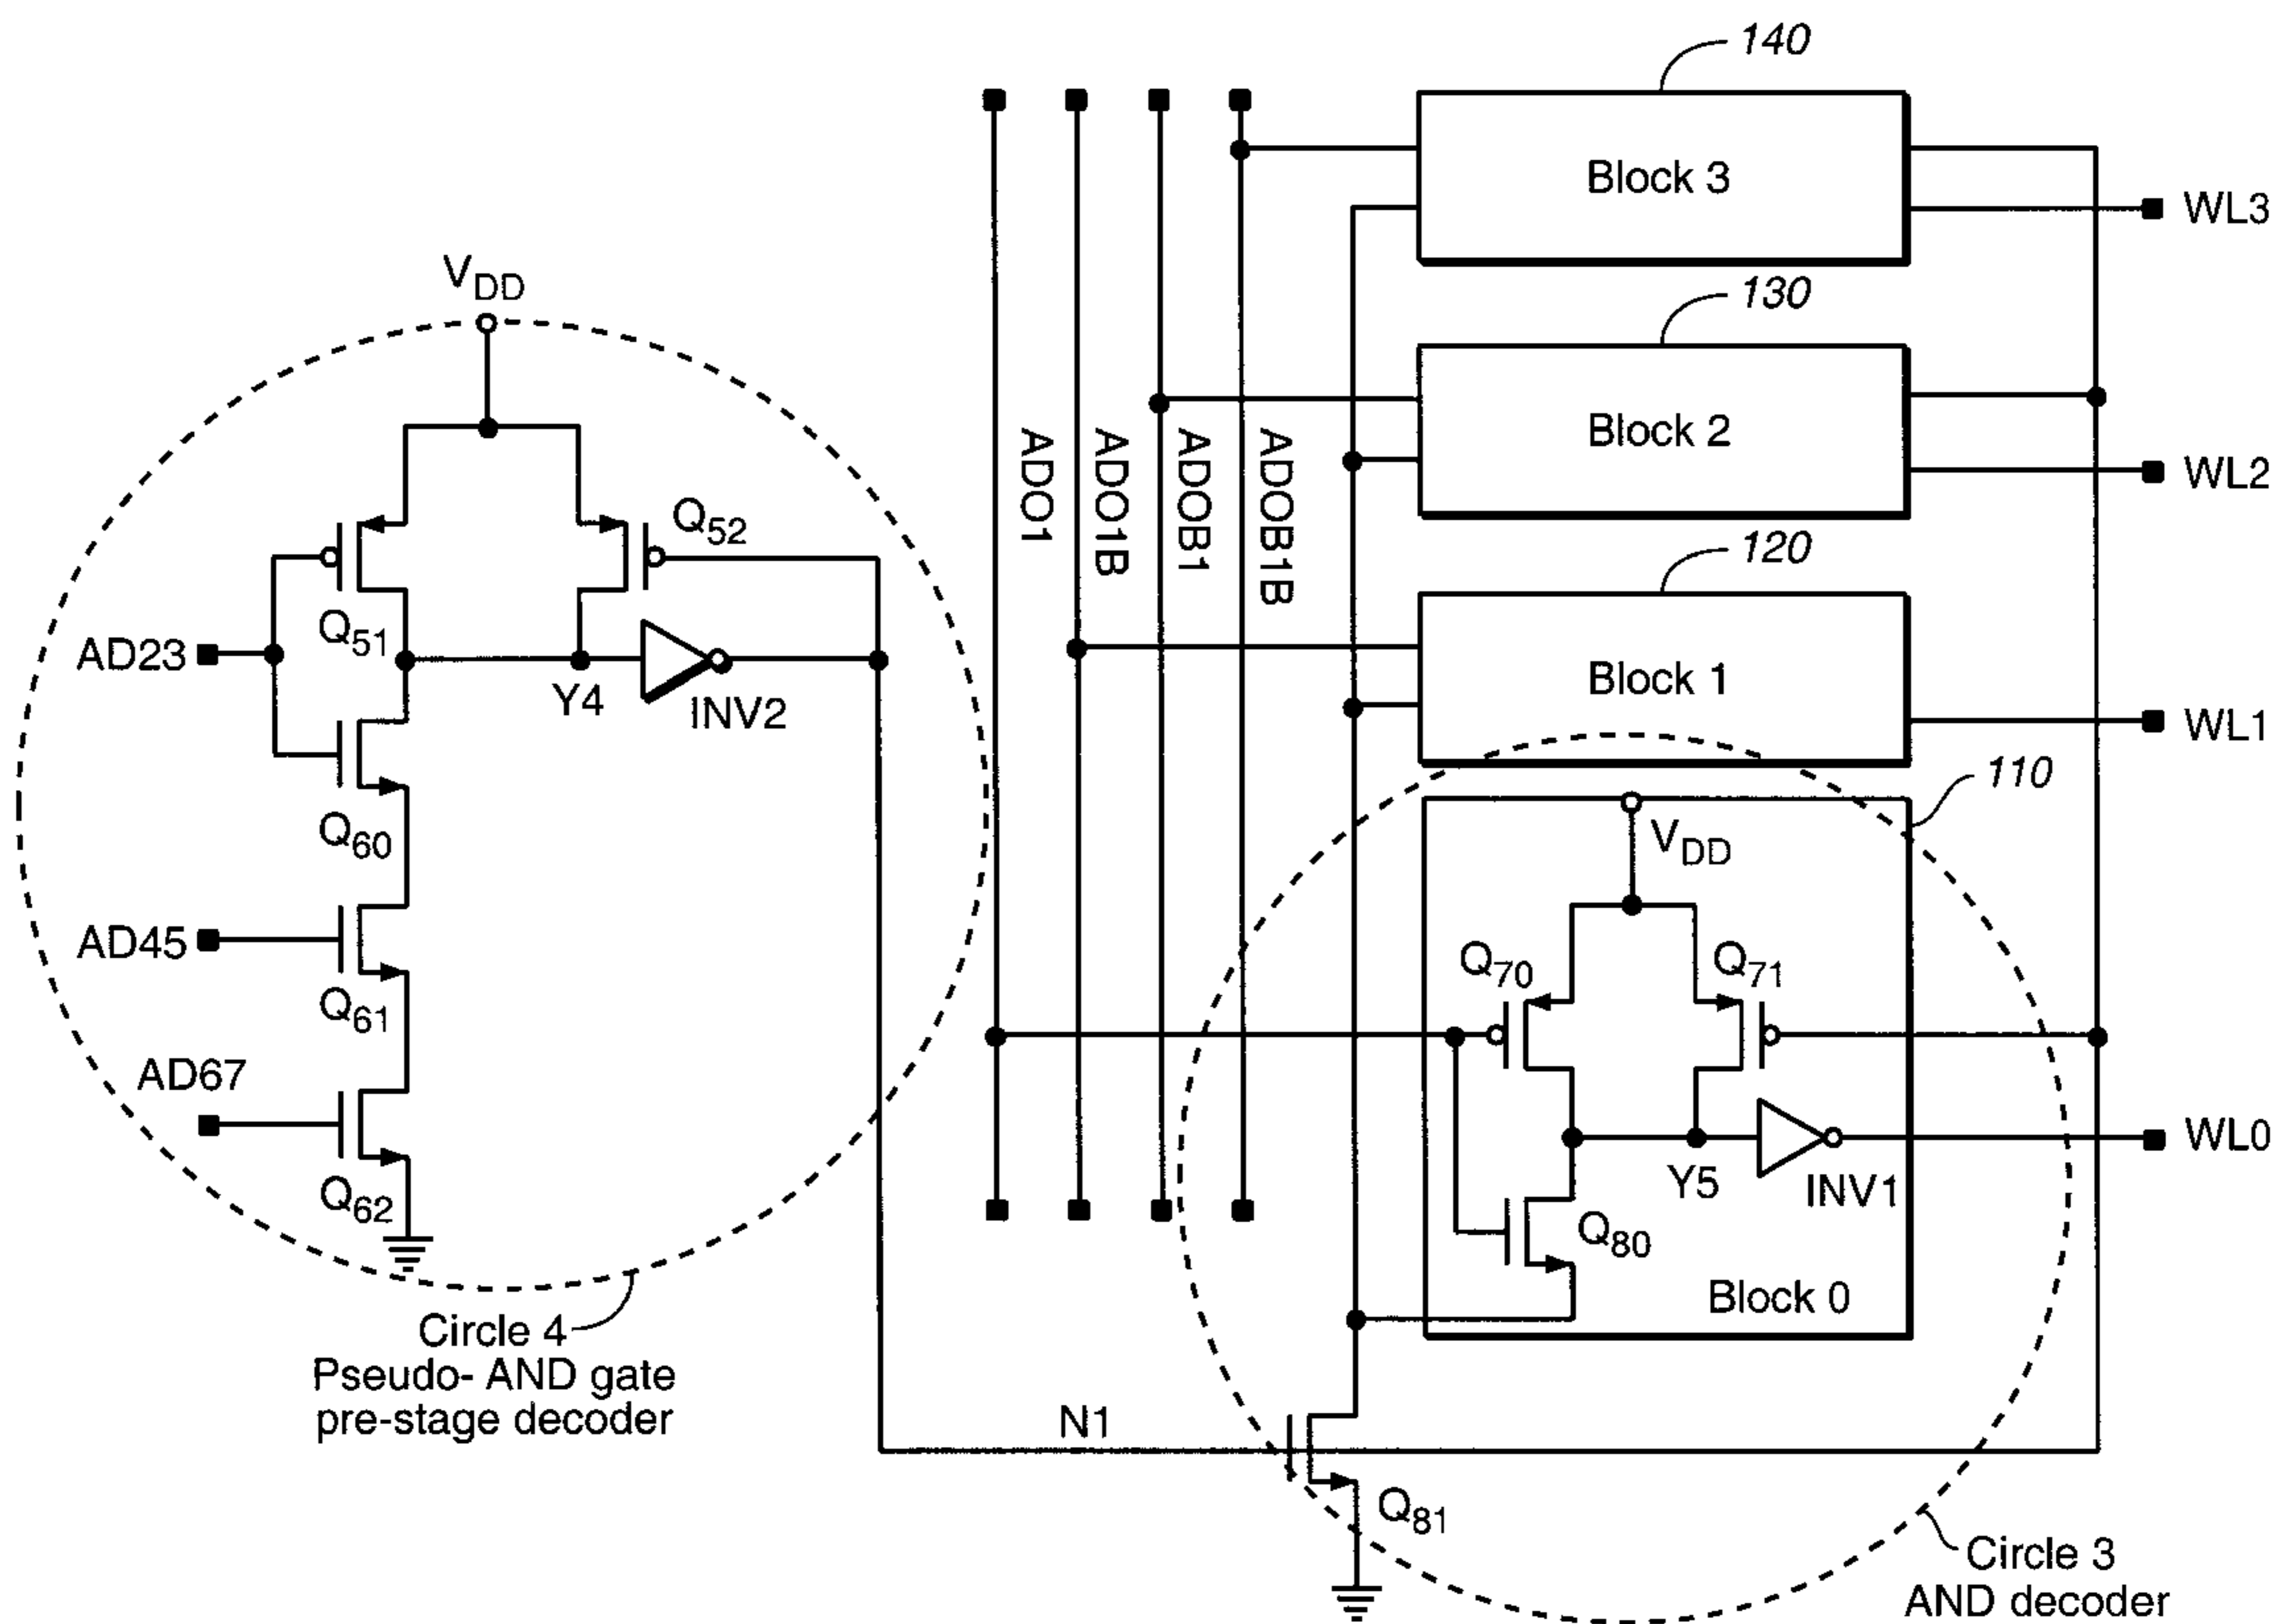 140
Block 3
WL3
130
Block 2
WL2
120
Block 1
WL1
110
VDD
Q52
Q51
AD23
Y4
INV2
Q60
AD45
Q61
AD67
Q62
Circle 4
Pseudo- AND gate
pre-stage decoder
ADO1
ADO1B
ADOB1
ADOB1B
VDD
Q70
Q71
Y5
INV1
WL0
Q80
Block 0
N1
Q81
Circle 3
AND decoder